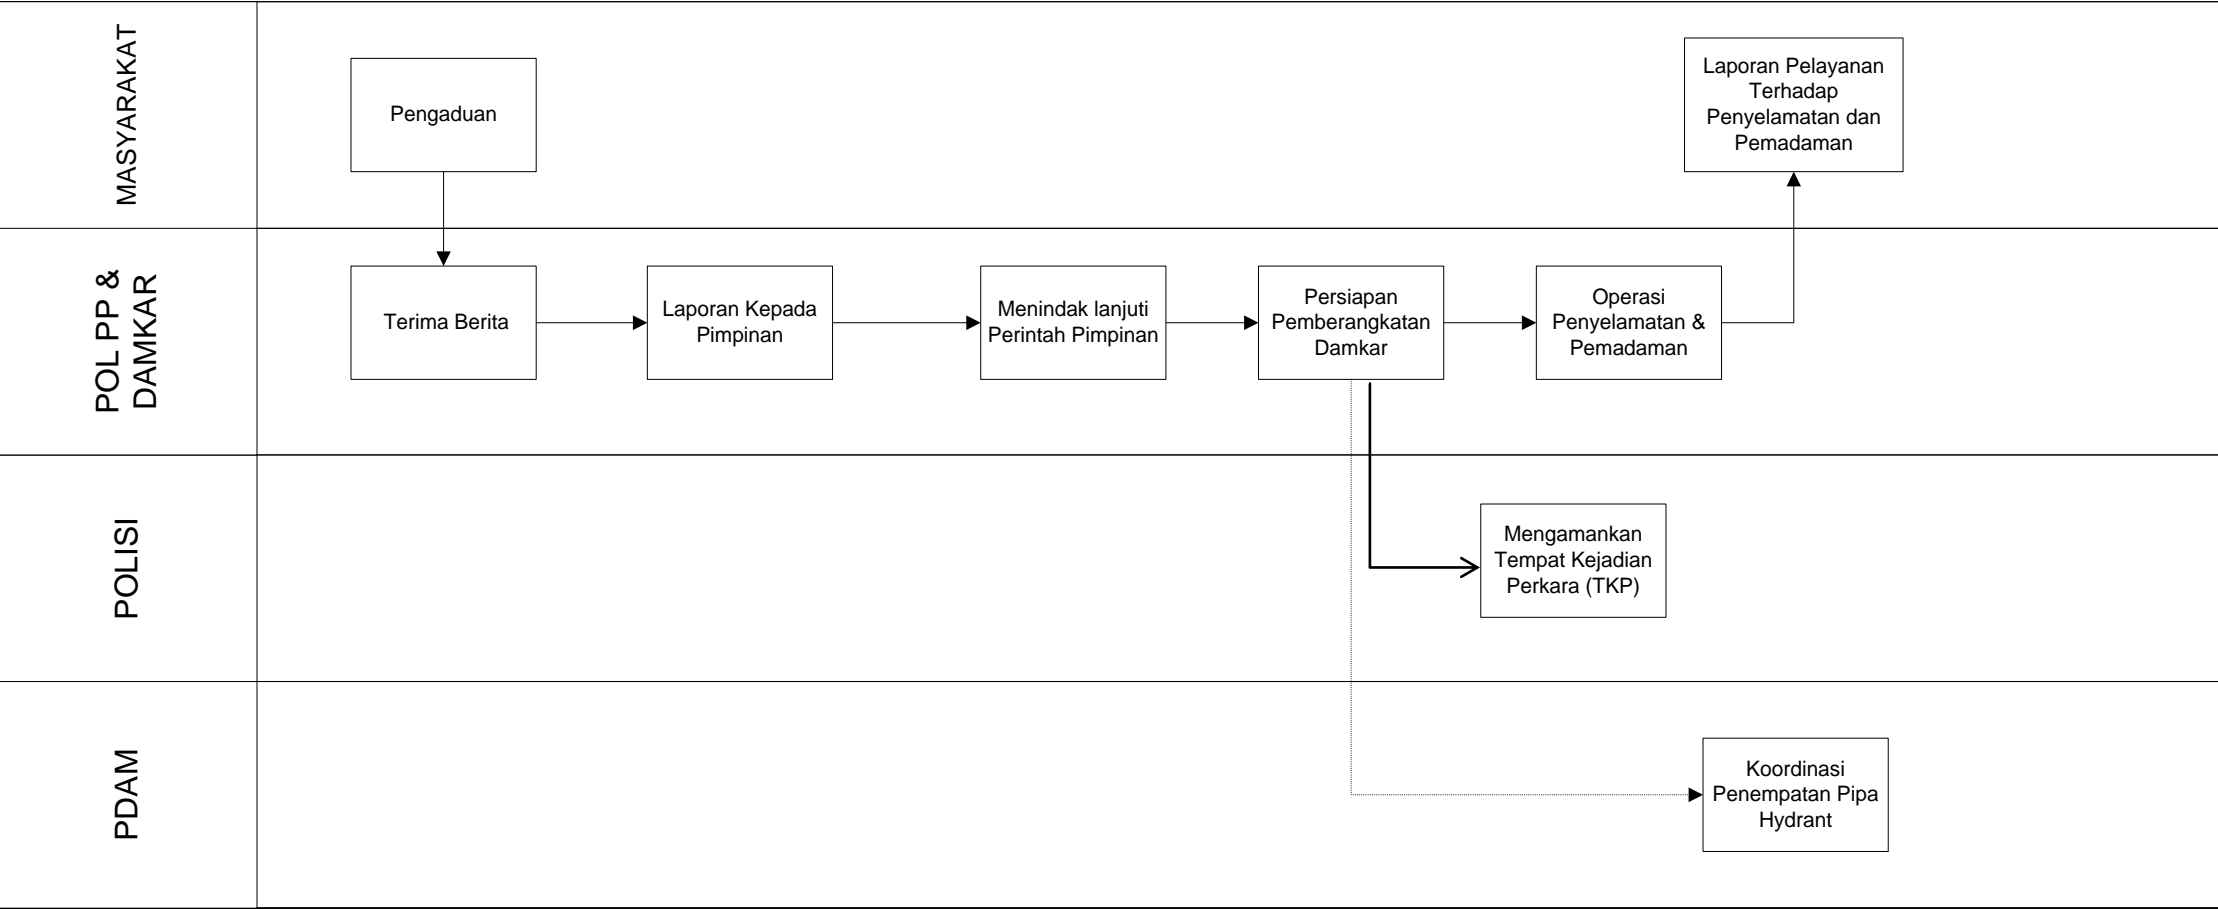 MASYARAKAT
Pengaduan
Laporan Pelayanan
Terhadap
Penyelamatan dan
Pemadaman
POL PP &
DAMKAR
Terima Berita
Laporan Kepada
Pimpinan
Menindak lanjuti
Perintah Pimpinan
Persiapan
Pemberangkatan
Damkar
Operasi
Penyelamatan &
Pemadaman
POLISI
Mengamankan
Tempat Kejadian
Perkara (TKP)
PDAM
Koordinasi
Penempatan Pipa
Hydrant